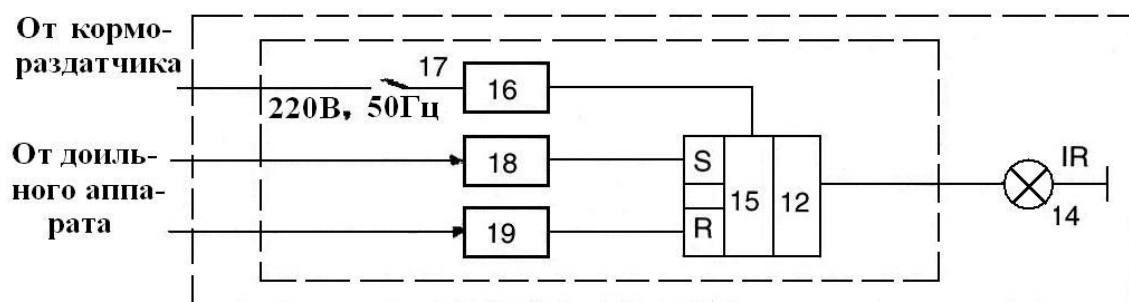 От кормо-
раздатчика
17
16
220В, 50Гц
От доиль-
ного аппа-
рата
18
S
R
15
12
19
IR
14